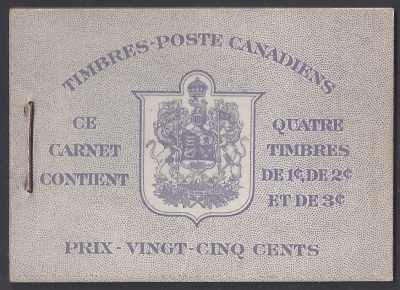 TIMBRES-POSTE CANADIENS
CE
CARNET
CONTIENT
QUATRE
TIMBRES
DE 1¢, DE 2¢
ET DE 3¢
PRIX - VINGT-CINQ CENTS